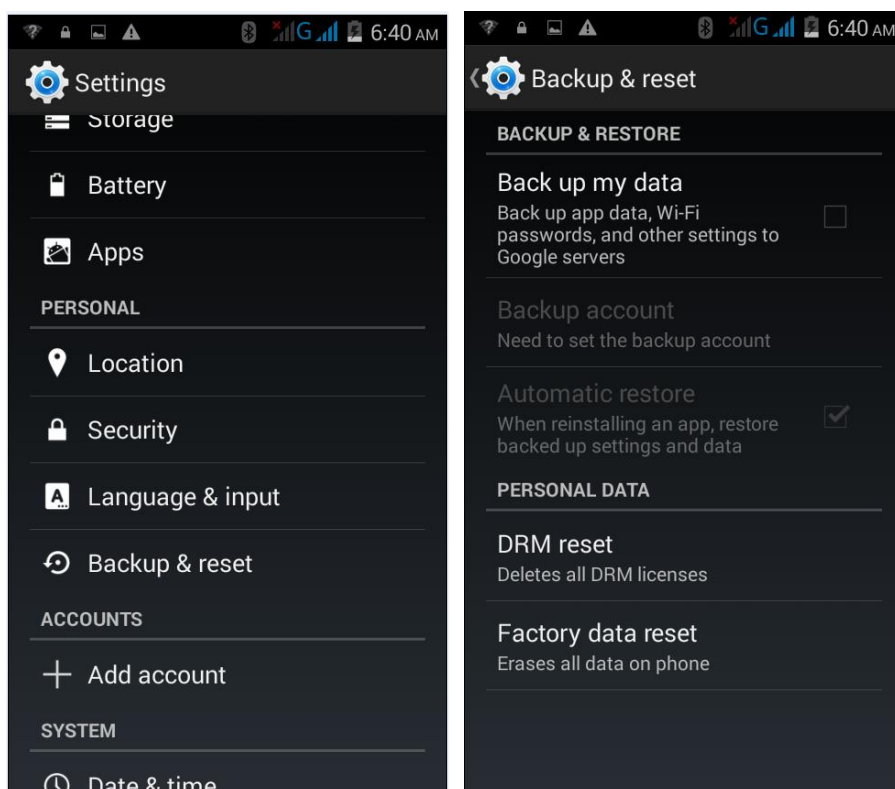 G 6:40 AM
Settings
Storage
Battery
Apps
PERSONAL
Location
Security
A Language & input
Backup & reset
ACCOUNTS
Add account
SYSTEM
Date & time
G 6:40 AM
Backup & reset
BACKUP & RESTORE
Back up my data
Back up app data, Wi-Fi
passwords, and other settings to
Google servers
Backup account
Need to set the backup account
Automatic restore
When reinstalling an app, restore
backed up settings and data
PERSONAL DATA
DRM reset
Deletes all DRM licenses
Factory data reset
Erases all data on phone